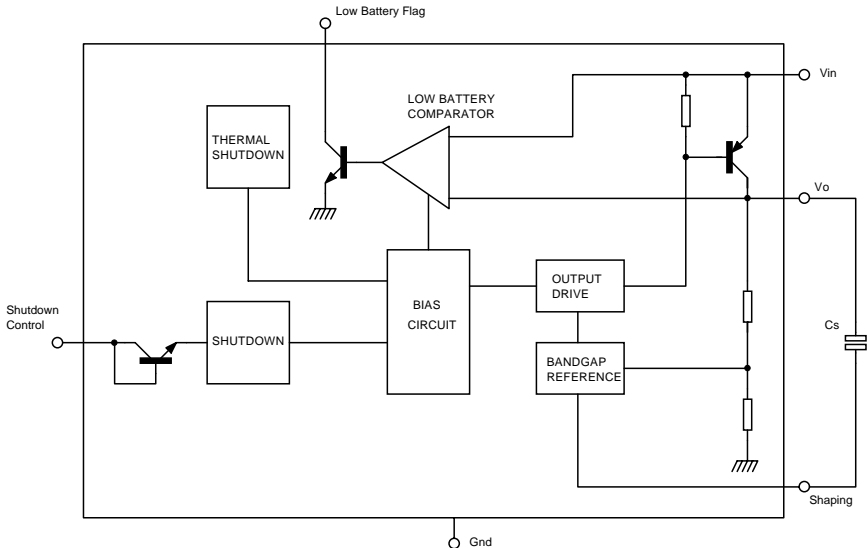 Low Battery Flag
Vin
LOW BATTERY
COMPARATOR
THERMAL
SHUTDOWN
Vo
OUTPUT
DRIVE
BIAS
CIRCUIT
Shutdown
Control
SHUTDOWN
Cs
BANDGAP
REFERENCE
Shaping
Gnd